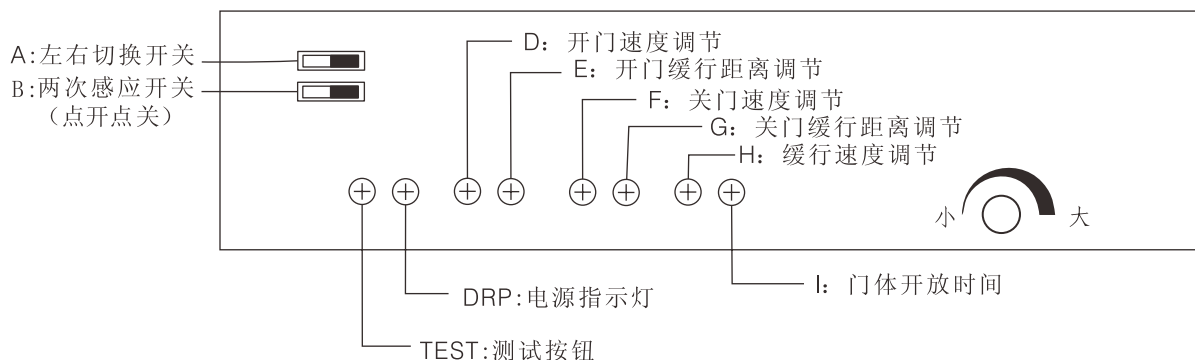 D：开门速度调节
A:左右切换开关
E：开门缓行距离调节
B:两次感应开关
（点开点关）
F：关门速度调节
G：关门缓行距离调节
H：缓行速度调节
小
大
I：门体开放时间
DRP:电源指示灯
TEST:测试按钮